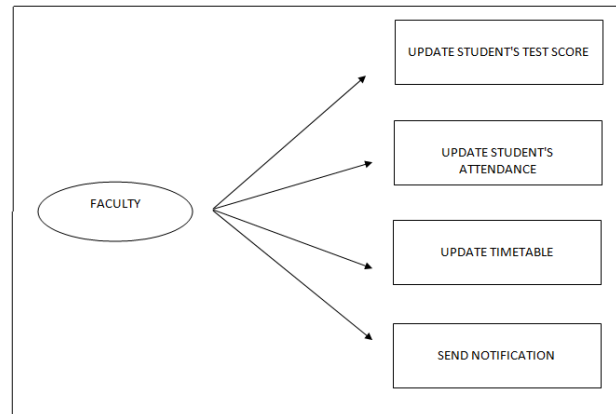 UPDATE STUDENT'S TEST SCORE
UPDATE STUDENT'S
ATTENDANCE
FACULTY
UPDATE TIMETABLE
SEND NOTIFICATION